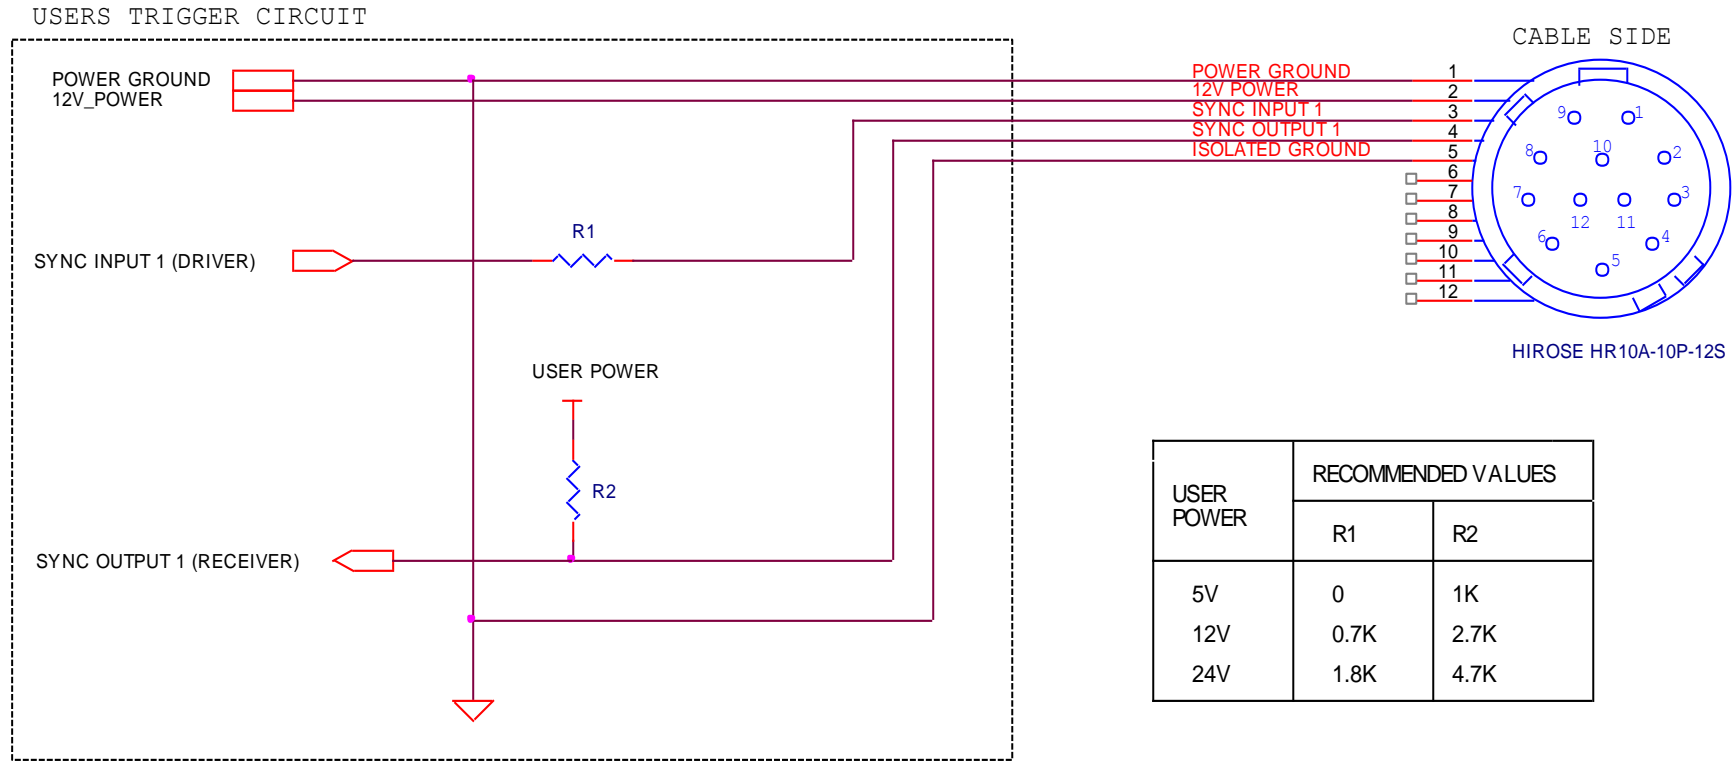 USERS TRIGGER CIRCUIT
CABLE SIDE
POWER GROUND
12V_POWER
POWER GROUND 1
12V POWER 2
SYNC INPUT 1 3
SYNC OUTPUT 1 4
ISOLATED GROUND 5
6
7
8
9
10
11
12
9 1
8 10 2
7 3
12 11
6 4
5
R1
SYNC INPUT 1 (DRIVER)
HIROSE HR10A-10P-12S
USER POWER
R2
SYNC OUTPUT 1 (RECEIVER)
USER POWER RECOMMENDED VALUES
R1 R2
5V 0 1K
12V 0.7K 2.7K
24V 1.8K 4.7K